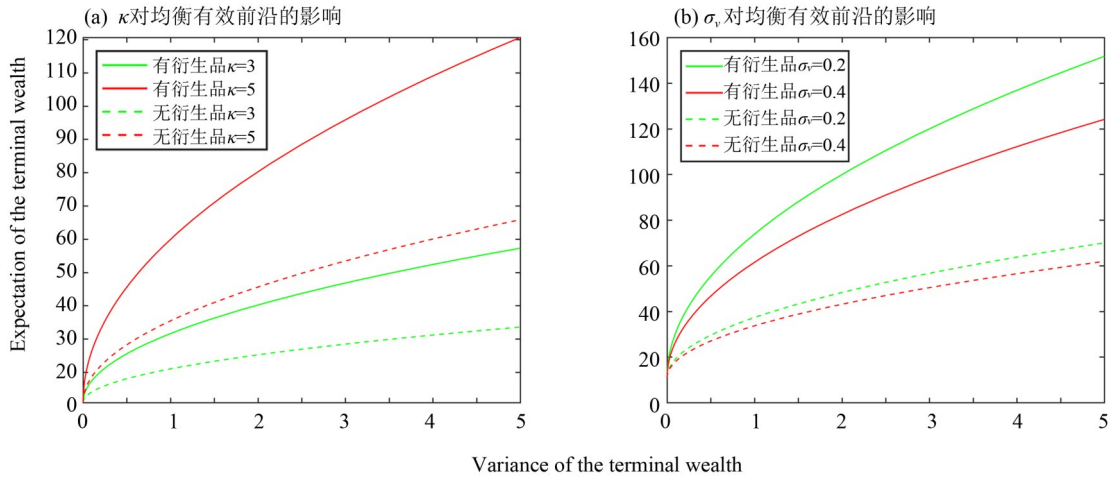 (a) κ对均衡有效前沿的影响
120
110
100
90
80
70
60
50
40
30
20
0
有衍生品κ=3
有衍生品κ=5
无衍生品κ=3
无衍生品κ=5
0 1 2 3 4 5
Expectation of the terminal wealth
(b) σv对均衡有效前沿的影响
160
140
120
100
80
60
40
20
0
有衍生品σv=0.2
有衍生品σv=0.4
无衍生品σv=0.2
无衍生品σv=0.4
0 1 2 3 4 5
Variance of the terminal wealth